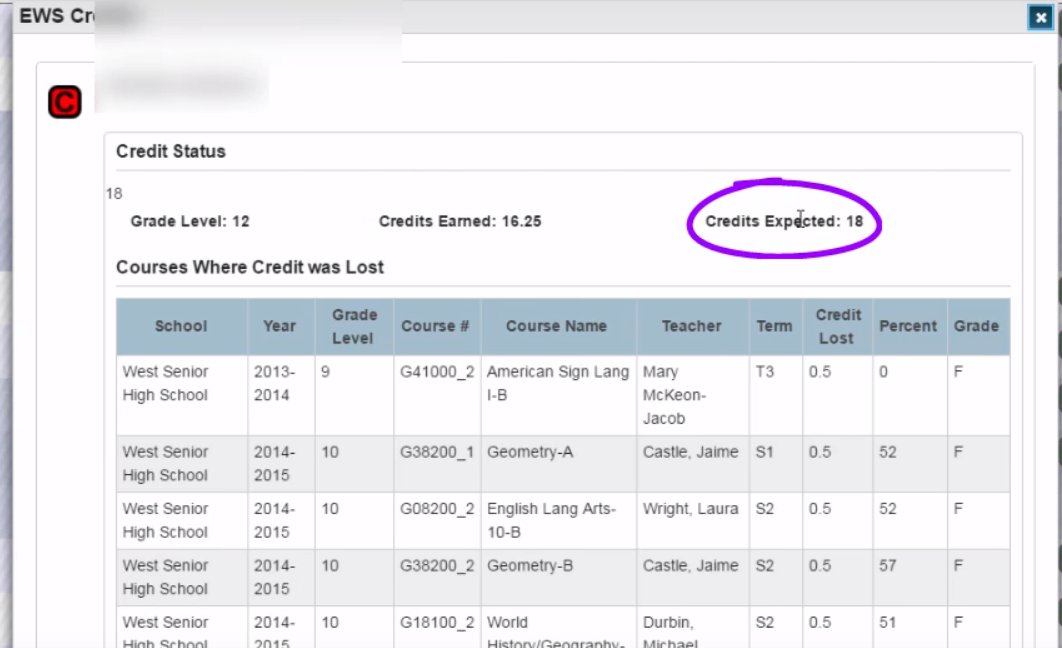 EWS Cr
C
Credit Status
18
Grade Level: 12 Credits Earned: 16.25 Credits Expected: 18
Courses Where Credit was Lost
School Year Grade Level Course # Course Name Teacher Term Credit Lost Percent Grade
West Senior 2013- 9 G41000_2 American Sign Lang Mary T3 0.5 0 F
High School 2014 I-B McKeon-
Jacob
West Senior 2014- 10 G38200_1 Geometry-A Castle, Jaime S1 0.5 52 F
High School 2015
West Senior 2014- 10 G08200_2 English Lang Arts- Wright, Laura S2 0.5 52 F
High School 2015 10-B
West Senior 2014- 10 G38200_2 Geometry-B Castle, Jaime S2 0.5 57 F
High School 2015
West Senior 2014- 10 G18100_2 World Durbin, S2 0.5 51 F
High School 2015 History/Geography- Michael